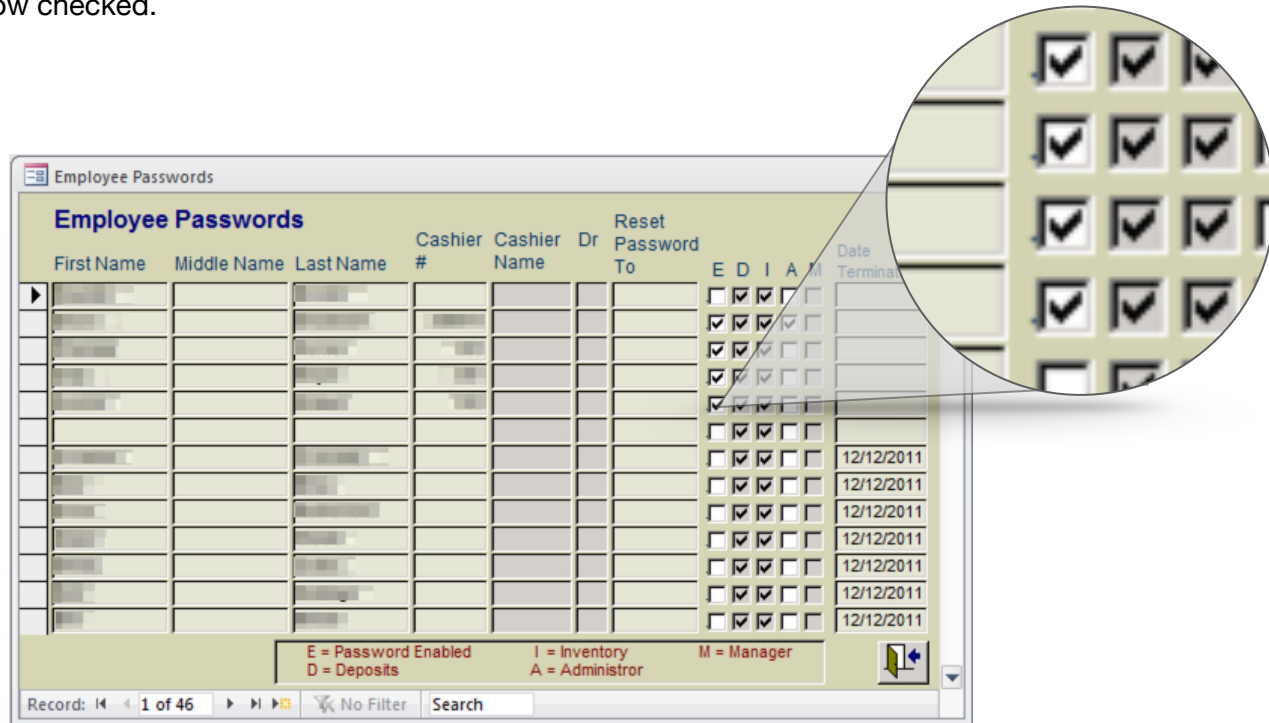 ow checked.
Employee Passwords
Employee Passwords
First Name Middle Name Last Name Cashier # Cashier Name Dr Reset Password To E D I A M Date
12/12/2011
12/12/2011
12/12/2011
12/12/2011
12/12/2011
12/12/2011
12/12/2011
E = Password Enabled I = Inventory M = Manager
D = Deposits A = Administror
Record: 1 of 46 No Filter Search